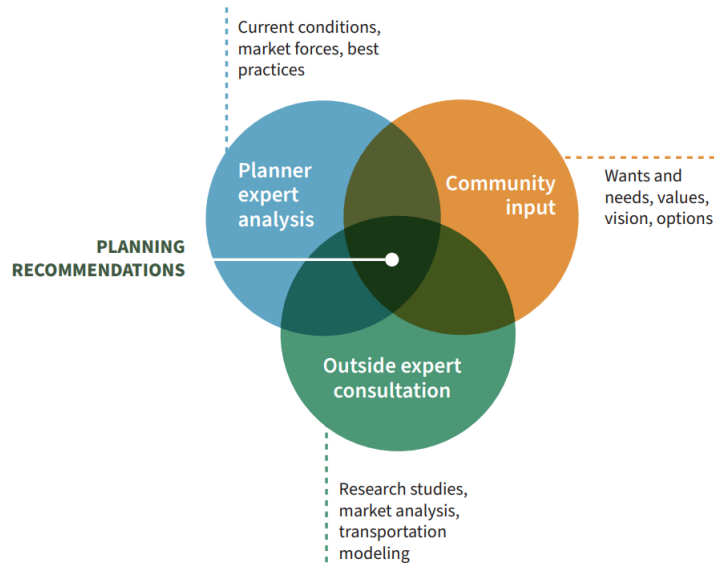 Current conditions,
market forces, best
practices
Planner
expert
analysis
Community
input
Wants and
needs, values,
vision, options
PLANNING
RECOMMENDATIONS
Outside expert
consultation
Research studies,
market analysis,
transportation
modeling